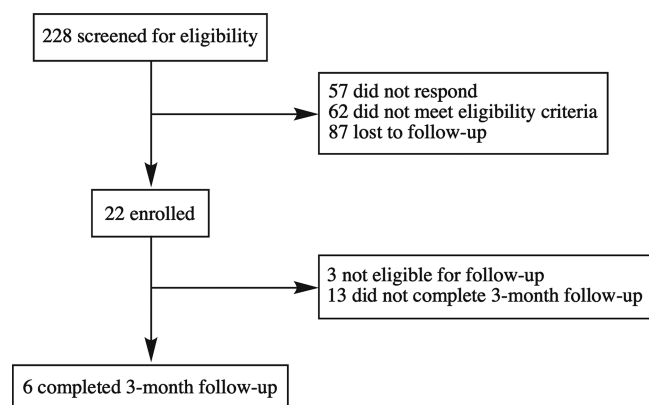 228 screened for eligibility
57 did not respond
62 did not meet eligibility criteria
87 lost to follow-up
22 enrolled
3 not eligible for follow-up
13 did not complete 3-month follow-up
6 completed 3-month follow-up